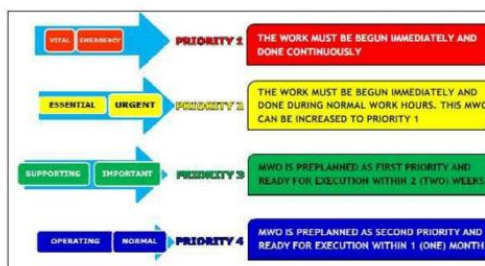 VITAL EMERGENCY PRIORITY 1
THE WORK MUST BE BEGUN IMMEDIATELY AND
DONE CONTINUOUSLY
ESSENTIAL URGENT PRIORITY 2
THE WORK MUST BE BEGUN IMMEDIATELY AND
DONE DURING NORMAL WORK HOURS. THIS MWO
CAN BE INCREASED TO PRIORITY 1
SUPPORTING IMPORTANT PRIORITY 3
MWO IS PREPLANNED AS FIRST PRIORITY AND
READY FOR EXECUTION WITHIN 2 (TWO) WEEKS
OPERATING NORMAL PRIORITY 4
MWO IS PREPLANNED AS SECOND PRIORITY AND
READY FOR EXECUTION WITHIN 1 (ONE) MONTH